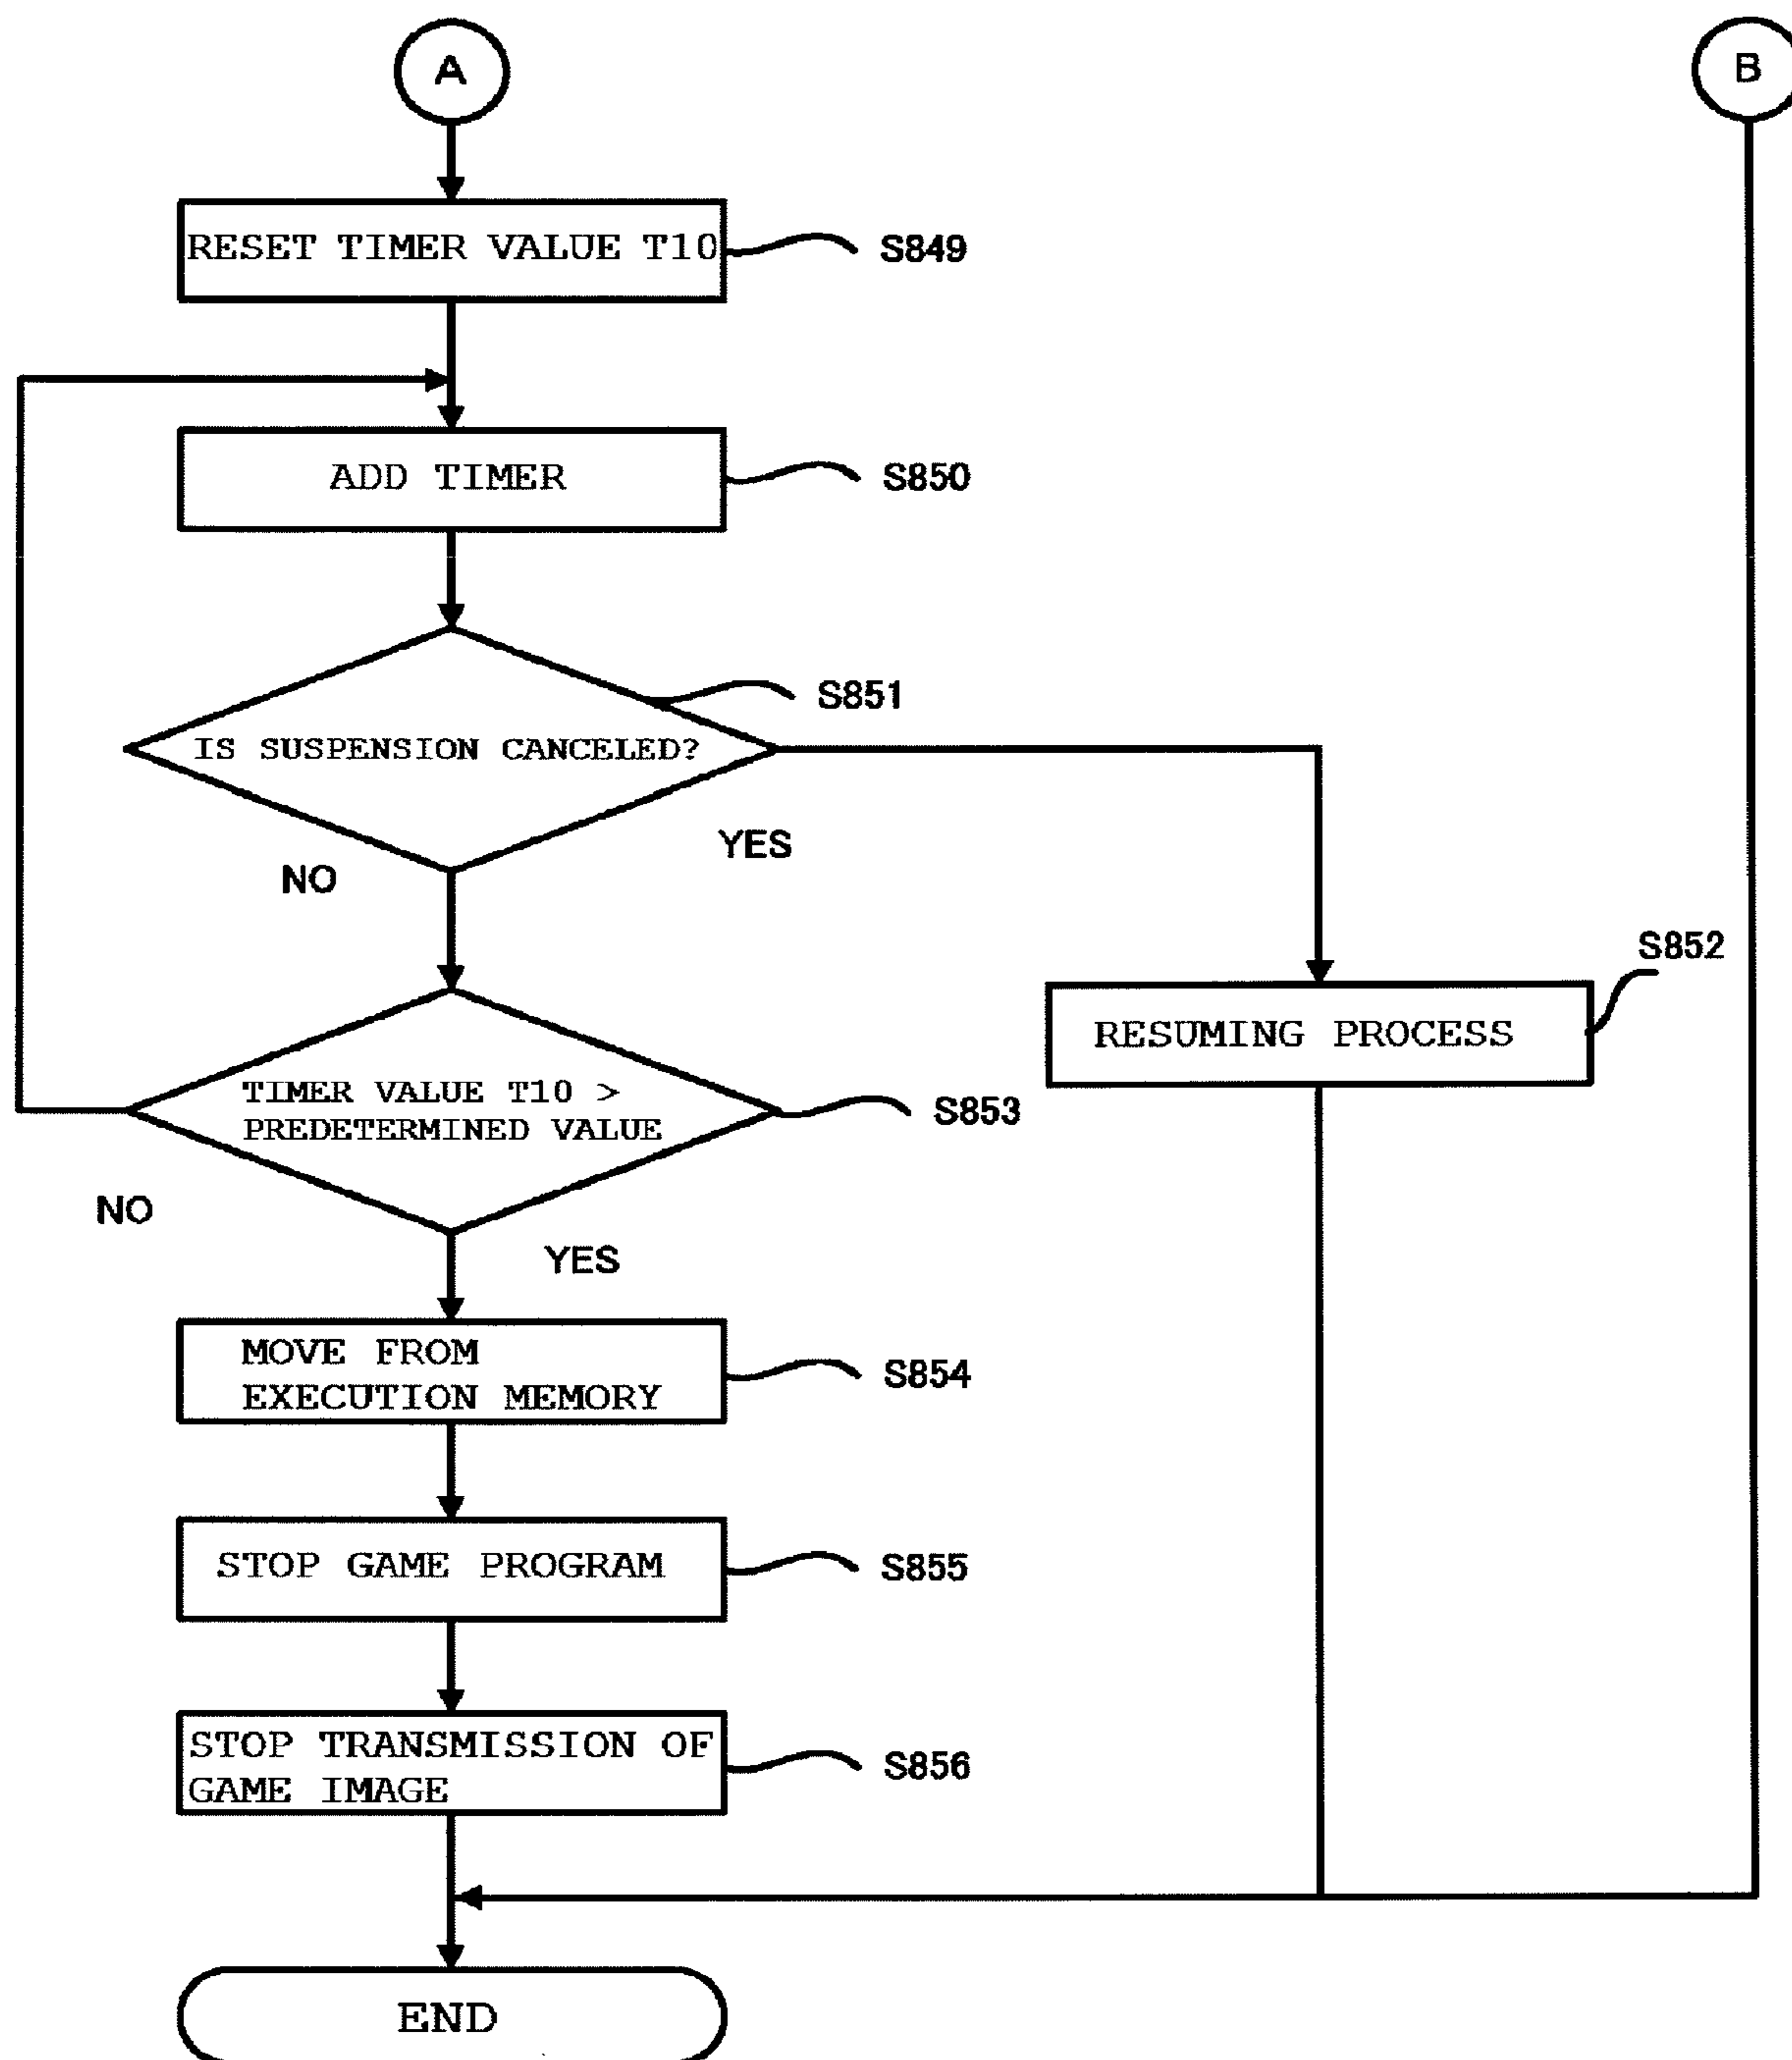 A
B
RESET TIMER VALUE T10
S849
ADD TIMER
S850
S851
IS SUSPENSION CANCELED?
YES
NO
S852
RESUMING PROCESS
TIMER VALUE T10 >
PREDETERMINED VALUE
S853
NO
YES
MOVE FROM
EXECUTION MEMORY
S854
STOP GAME PROGRAM
S855
STOP TRANSMISSION OF
GAME IMAGE
S856
END